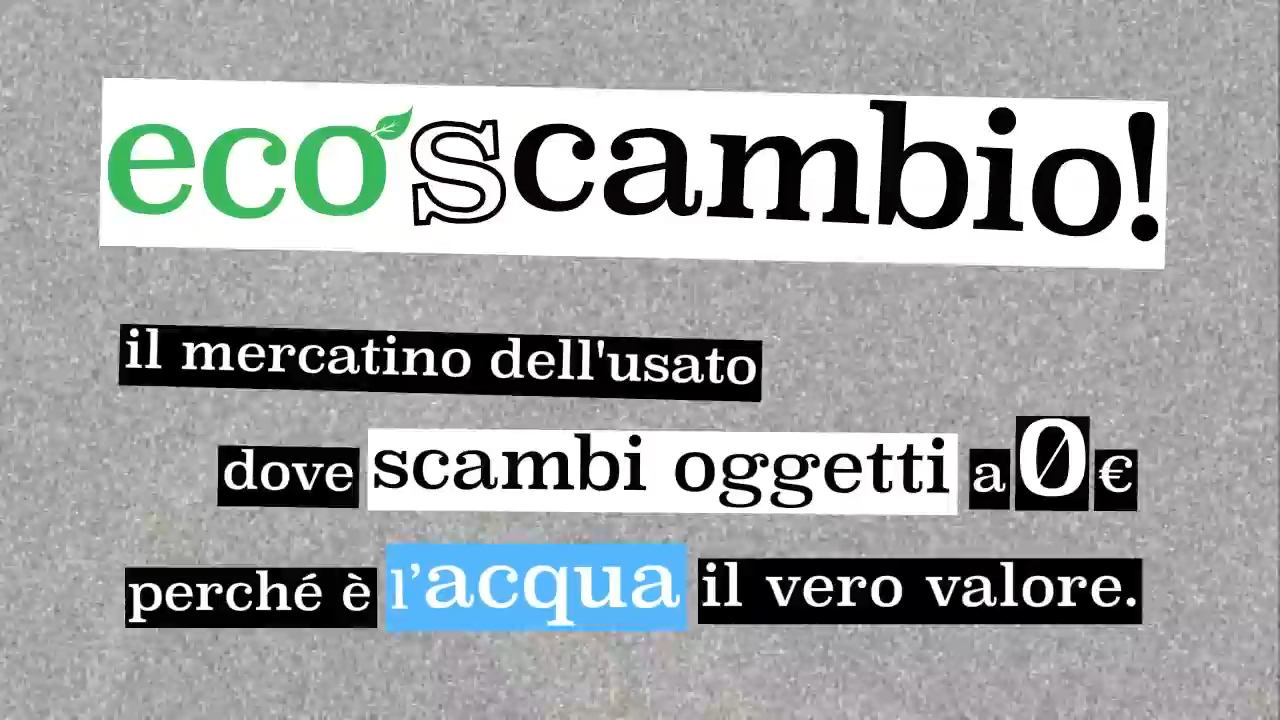 ecoscambio!
il mercatino dell'usato
dove scambi oggetti a 0 €
perché è l’acqua il vero valore.